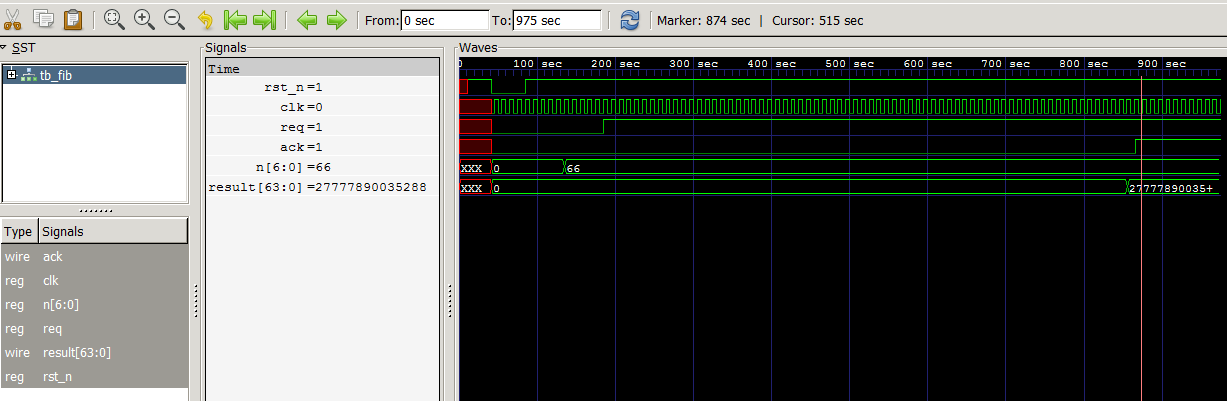 From: 0 sec To: 975 sec Marker: 874 sec | Cursor: 515 sec
SST
tb_fib
Type Signals
wire ack
reg clk
reg n[6:0]
reg req
wire result[63:0]
reg rst_n
Signals
Time
rst_n =1
clk =0
req =1
ack =1
n[6:0] =66
result[63:0] =27777890035288
Waves
0 100 sec 200 sec 300 sec 400 sec 500 sec 600 sec 700 sec 800 sec 900 sec
XXX 0 66
XXX 0 27777890035+